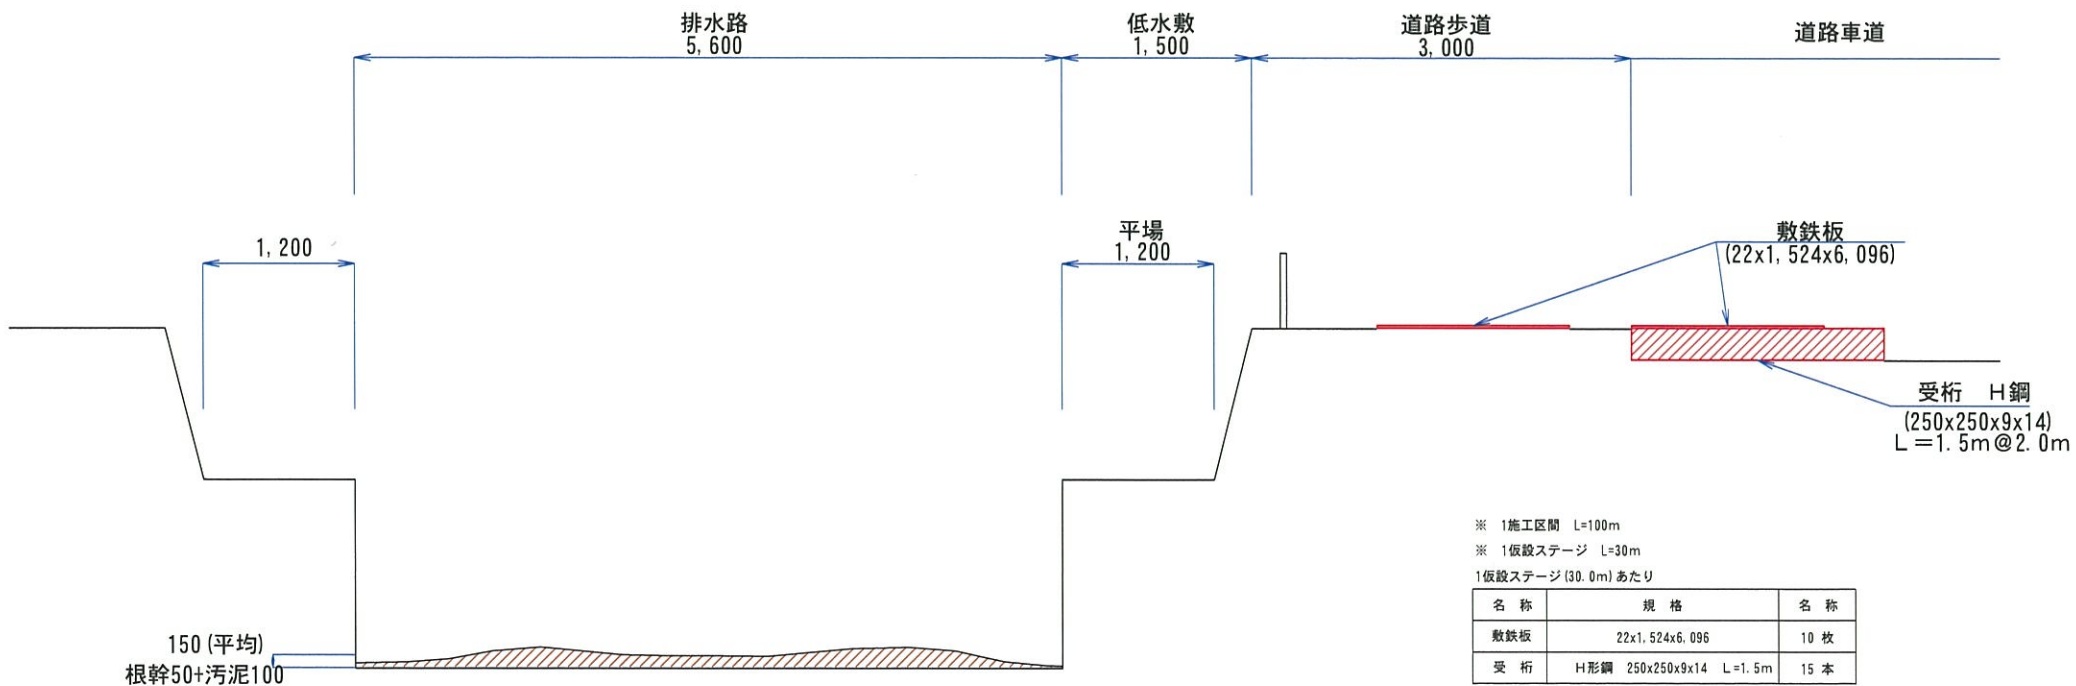 排水路
5,600
低水敷
1,500
道路歩道
3,000
道路車道
1,200
平場
1,200
敷鉄板
(22x1,524x6,096)
受桁 H鋼
(250x250x9x14)
L=1.5m@2.0m
150(平均)
根幹50+汚泥100
※ 1施工区間 L=100m
※ 1仮設ステージ L=30m
1仮設ステージ(30.0m)あたり
名 称 規 格 名 称
敷鉄板 22x1,524x6,096 10 枚
受 桁 H形鋼 250x250x9x14 L=1.5m 15 本